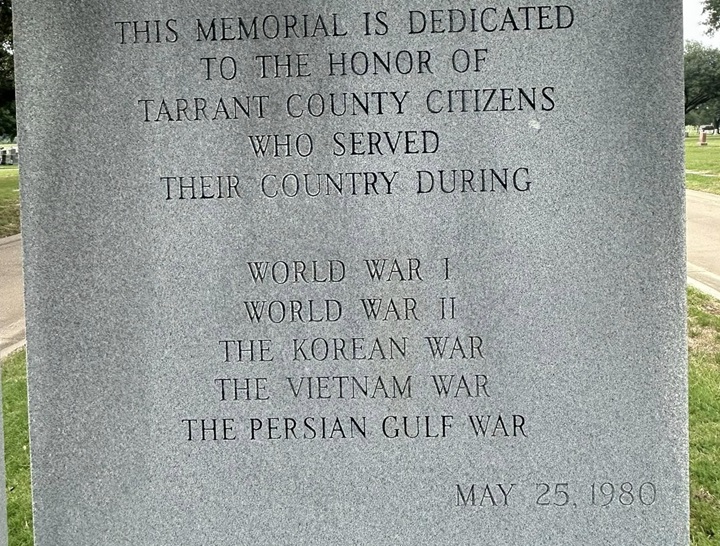 THIS MEMORIAL IS DEDICATED
TO THE HONOR OF
TARRANT COUNTY CITIZENS
WHO SERVED
THEIR COUNTRY DURING
WORLD WAR I
WORLD WAR II
THE KOREAN WAR
THE VIETNAM WAR
THE PERSIAN GULF WAR
MAY 25, 1980